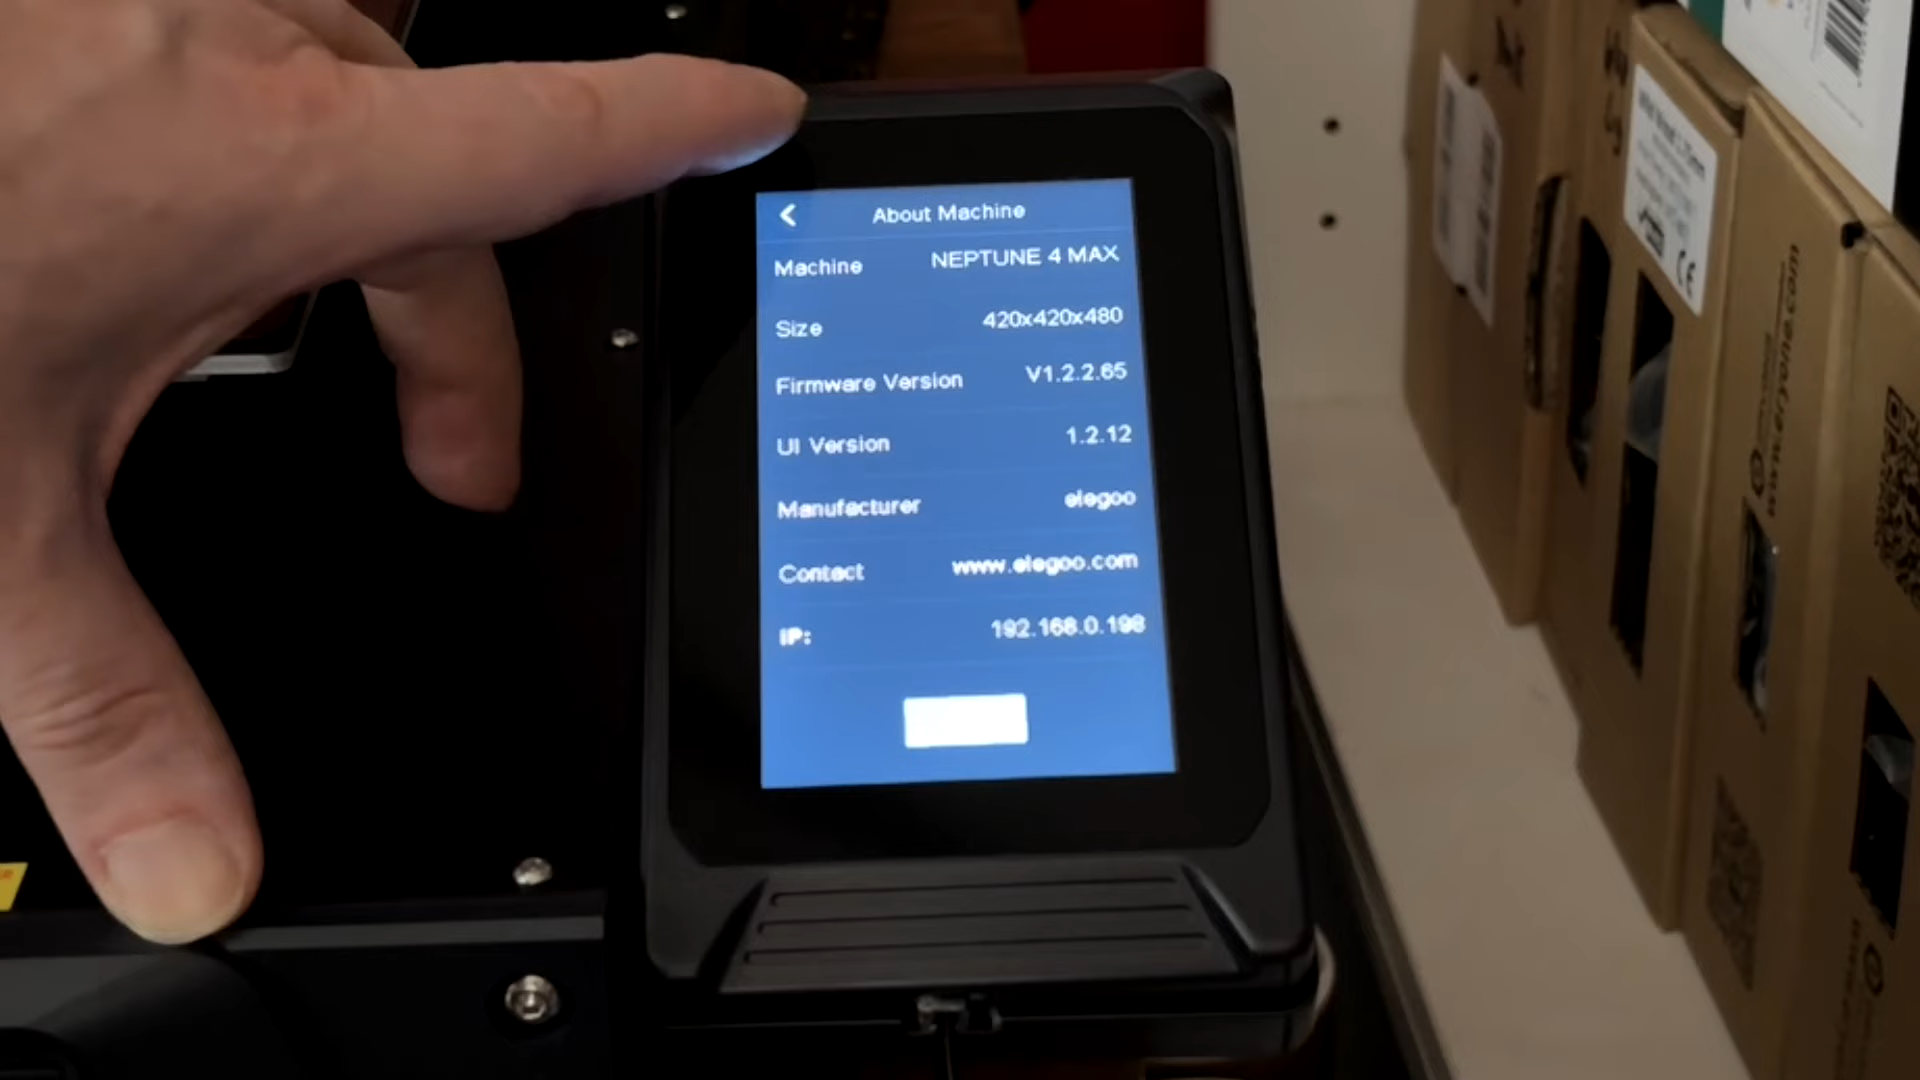 About Machine
Machine NEPTUNE 4 MAX
Size 420x420x480
Firmware Version V1.2.2.65
UI Version 1.2.12
Manufacturer elegoo
Contact www.elegoo.com
IP: 192.168.0.198
CE